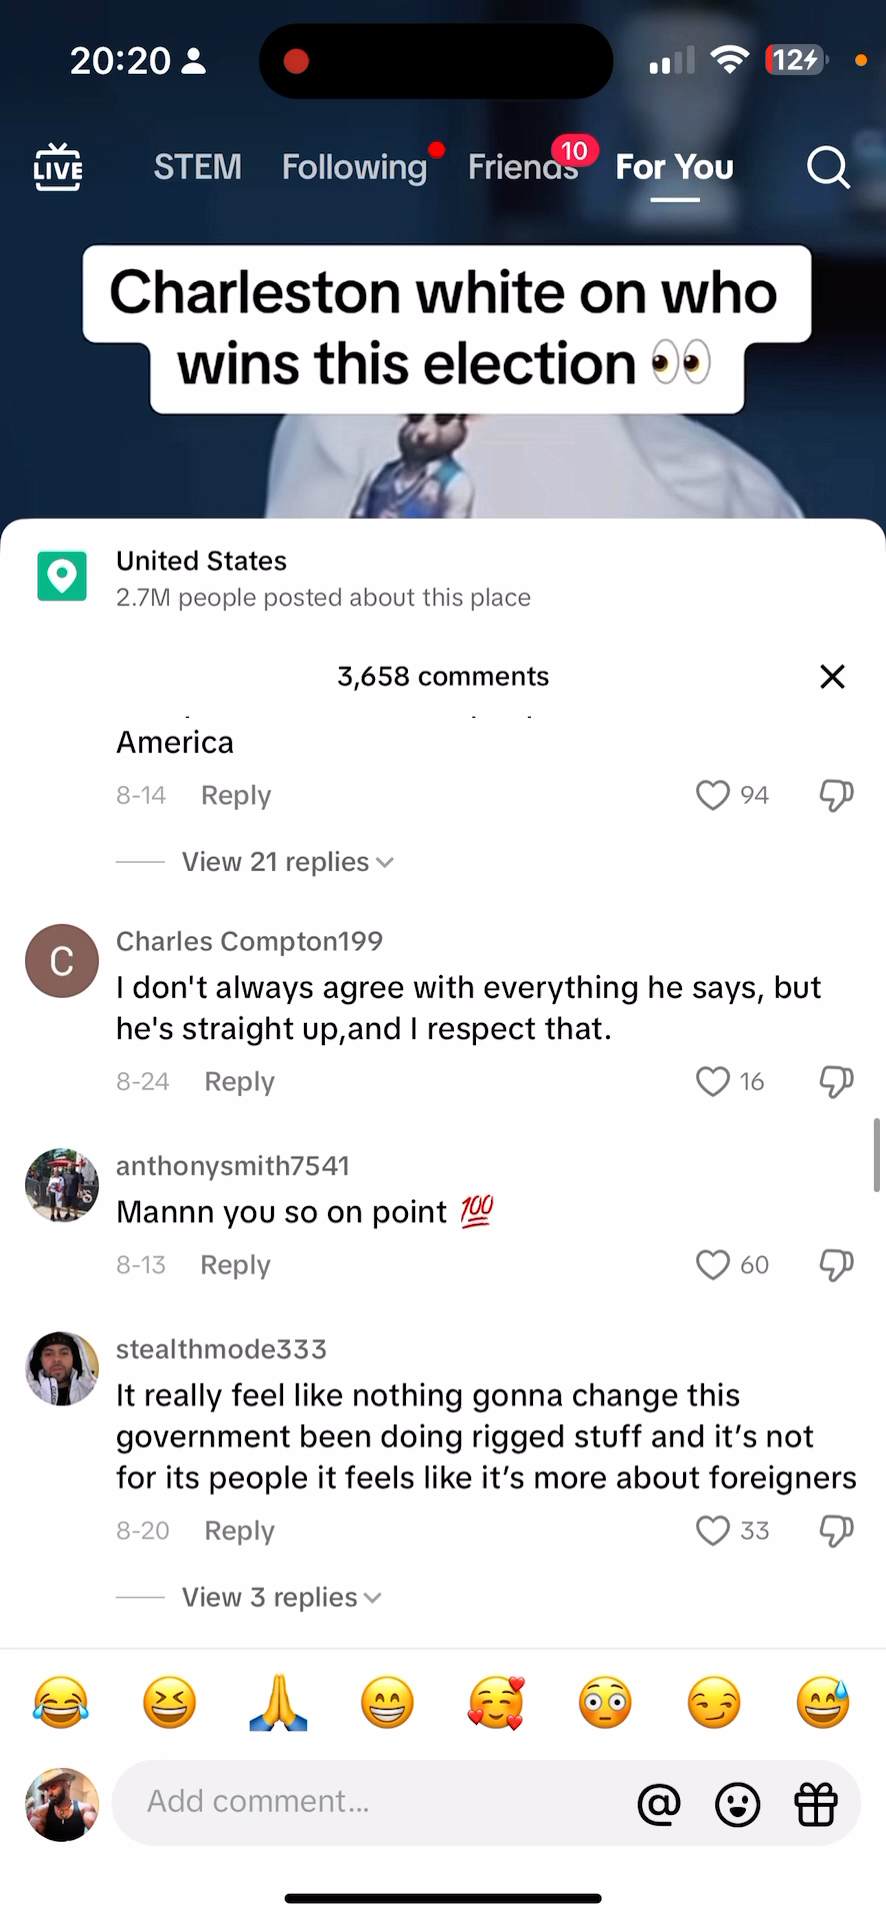 20:20
12
LIVE
STEM
Following
Friends
10
For You
Charleston white on who
wins this election 👀
United States
2.7M people posted about this place
3,658 comments
America
8-14 Reply 94
View 21 replies
C
Charles Compton199
I don't always agree with everything he says, but
he's straight up,and I respect that.
8-24 Reply 16
anthonysmith7541
Mannn you so on point 💯
8-13 Reply 60
stealthmode333
It really feel like nothing gonna change this
government been doing rigged stuff and it’s not
for its people it feels like it’s more about foreigners
8-20 Reply 33
View 3 replies
😂 😆 🙏 😁 🥰 😳 😏 😅
Add comment... @